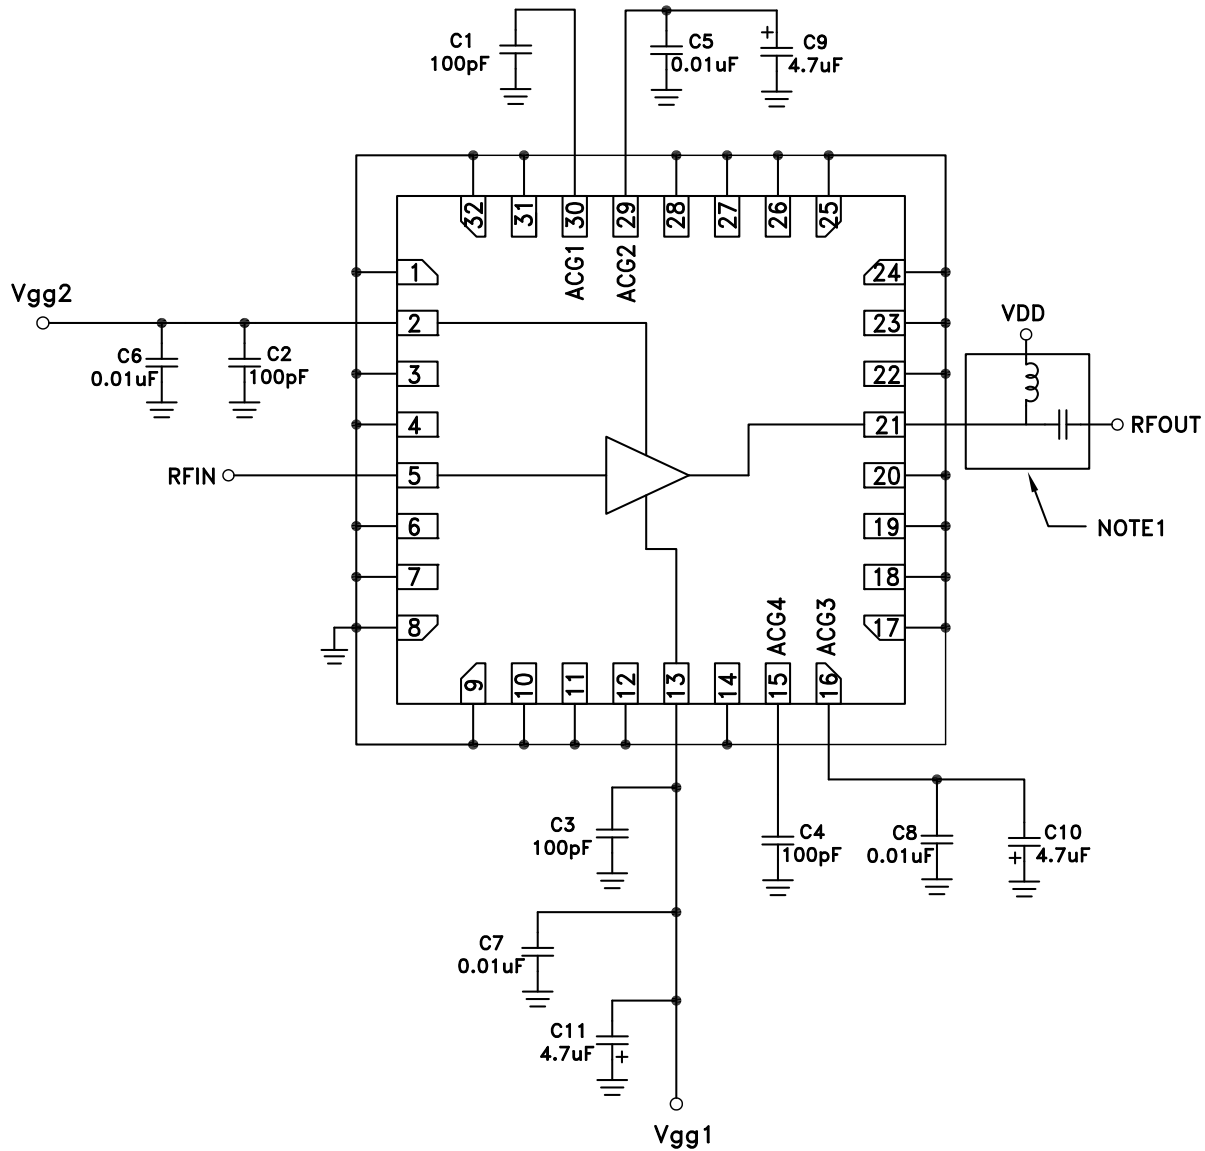 C1
100pF
C5
0.01uF
+
C9
4.7uF
32
31
30
29
28
27
26
25
ACG1
ACG2
Vgg2
1
2
3
4
5
6
7
8
24
23
22
21
20
19
18
17
C6
0.01uF
C2
100pF
VDD
RFOUT
RFIN
NOTE1
ACG4
ACG3
9
10
11
12
13
14
15
16
C3
100pF
C4
100pF
C8
0.01uF
C10
+ 4.7uF
C7
0.01uF
C11
4.7uF +
Vgg1